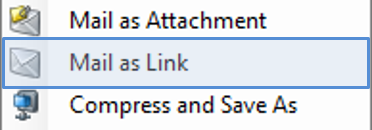 Mail as Attachment
Mail as Link
Compress and Save As